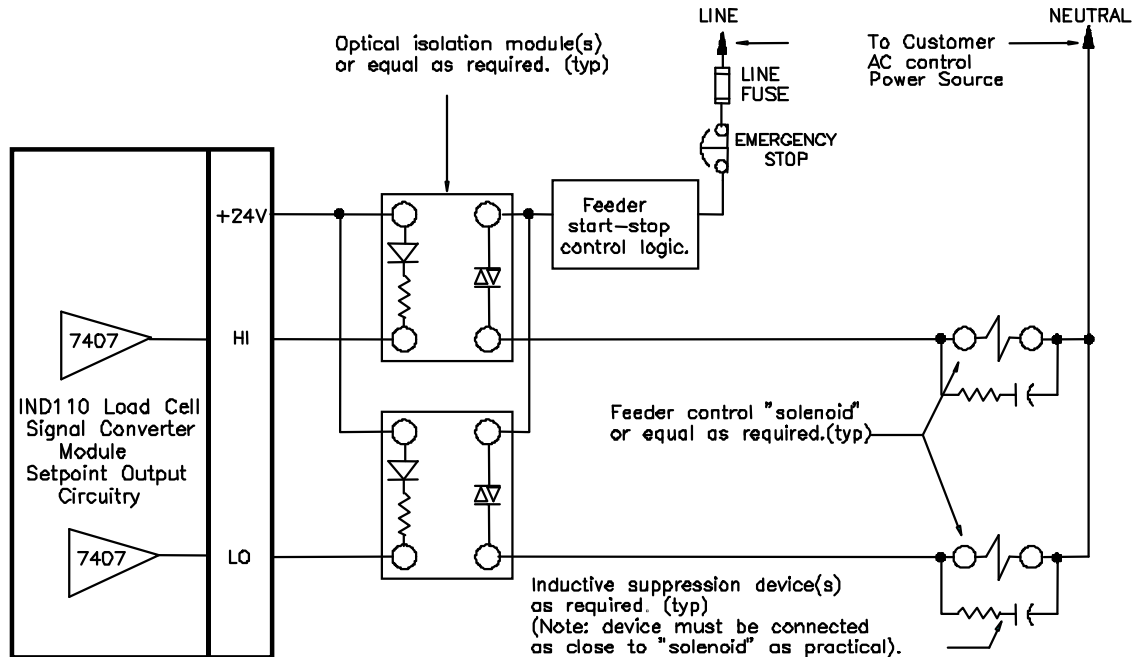 LINE
NEUTRAL
Optical isolation module(s)
or equal as required. (typ)
To Customer
AC control
Power Source
LINE
FUSE
EMERGENCY
STOP
+24V
Feeder
start-stop
control logic.
7407
HI
IND110 Load Cell
Signal Converter
Module
Setpoint Output
Circuitry
Feeder control "solenoid"
or equal as required.(typ)
7407
LO
Inductive suppression device(s)
as required. (typ)
(Note: device must be connected
as close to "solenoid" as practical).